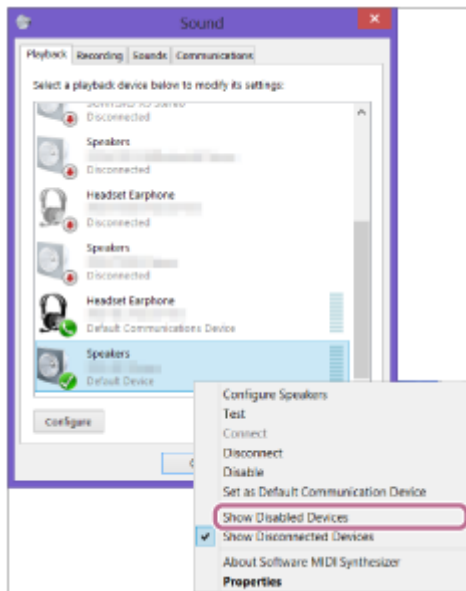 Sound
Playback Recording Sounds Communications
Select a playback device below to modify its settings:
Disconnected
Speakers
Disconnected
Headset Earphone
Disconnected
Speakers
Disconnected
Headset Earphone
Default Communications Device
Speakers
Default Device
Configure
Configure Speakers
Test
Connect
Disconnect
Disable
Set as Default Communication Device
Show Disabled Devices
Show Disconnected Devices
About Software MIDI Synthesizer
Properties